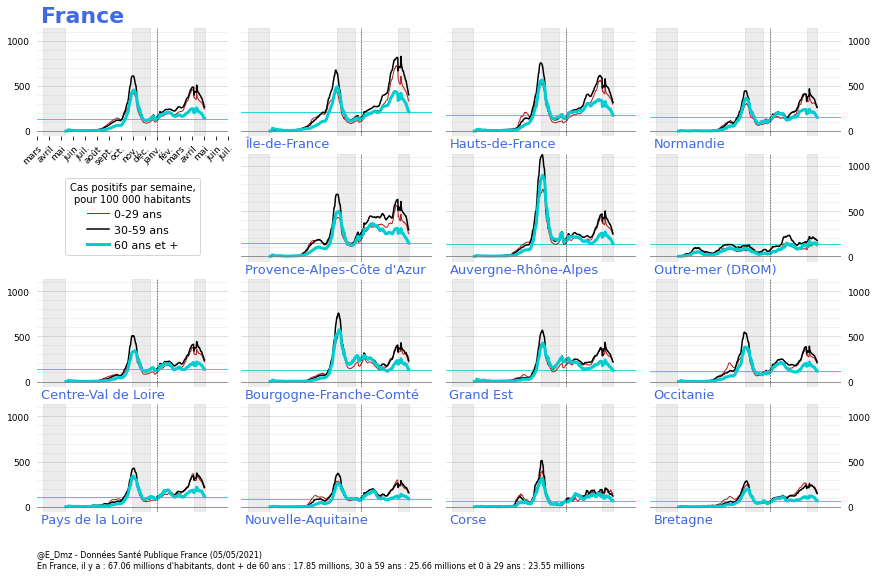 France
1000
500
0
1000
500
0
mars
avril
mai
juin
juil.
août
sept.
oct.
nov.
déc.
janv.
fév.
mars
avril
mai
juin
juil.
Île-de-France
Hauts-de-France
Normandie
Cas positifs par semaine,
pour 100 000 habitants
0-29 ans
30-59 ans
60 ans et +
1000
500
0
Provence-Alpes-Côte d'Azur
Auvergne-Rhône-Alpes
Outre-mer (DROM)
1000
500
0
1000
500
0
Centre-Val de Loire
Bourgogne-Franche-Comté
Grand Est
Occitanie
1000
500
0
1000
500
0
Pays de la Loire
Nouvelle-Aquitaine
Corse
Bretagne
@E_Dmz - Données Santé Publique France (05/05/2021)
En France, il y a : 67.06 millions d'habitants, dont + de 60 ans : 17.85 millions, 30 à 59 ans : 25.66 millions et 0 à 29 ans : 23.55 millions